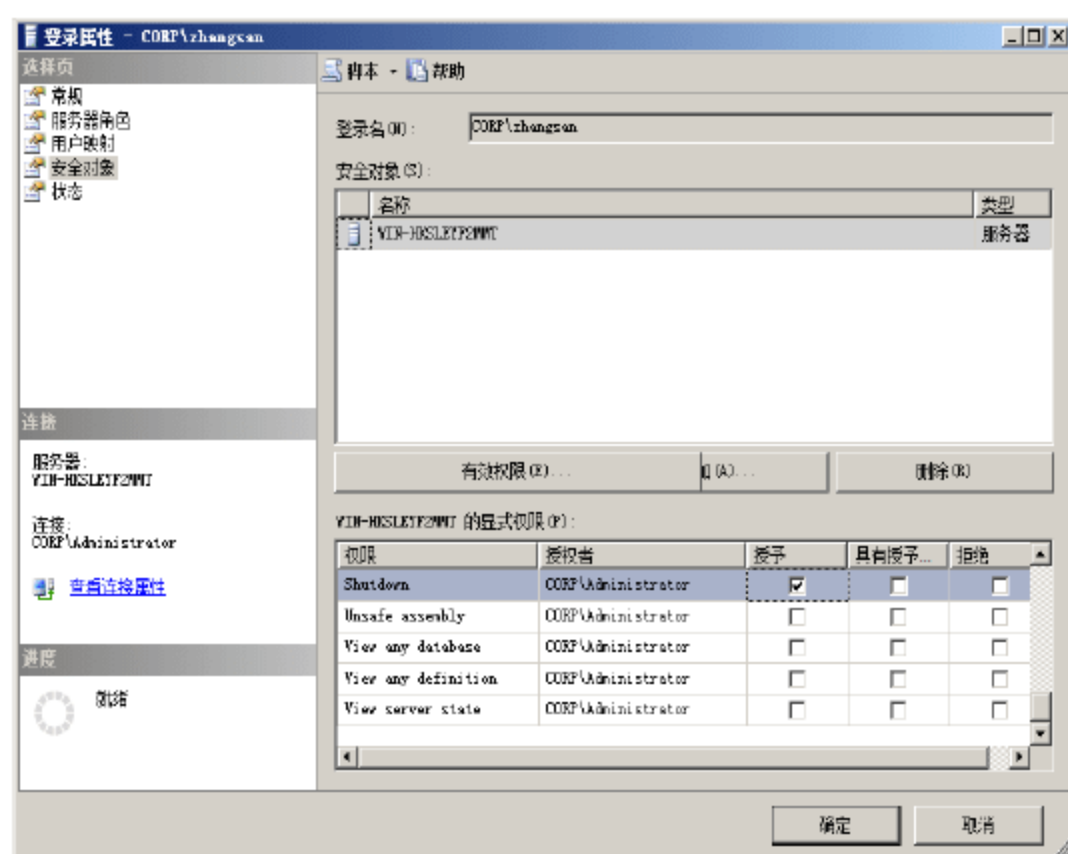 登录属性 - CORP\zhangsan
选择页
常规
服务器角色
用户映射
安全对象
状态
脚本 帮助
登录名(N): CORP\zhangsan
安全对象(S):
名称 类型
服务器
有效权限(E)... (A)... 删除(R)
的显式权限(P):
权限 授权者 授予 具有授予... 拒绝
Shutdown CORP\Administrator
Unsafe assembly CORP\Administrator
View any database CORP\Administrator
View any definition CORP\Administrator
View server state CORP\Administrator
连接
服务器:
连接:
CORP\Administrator
查看连接属性
进度
就绪
确定 取消